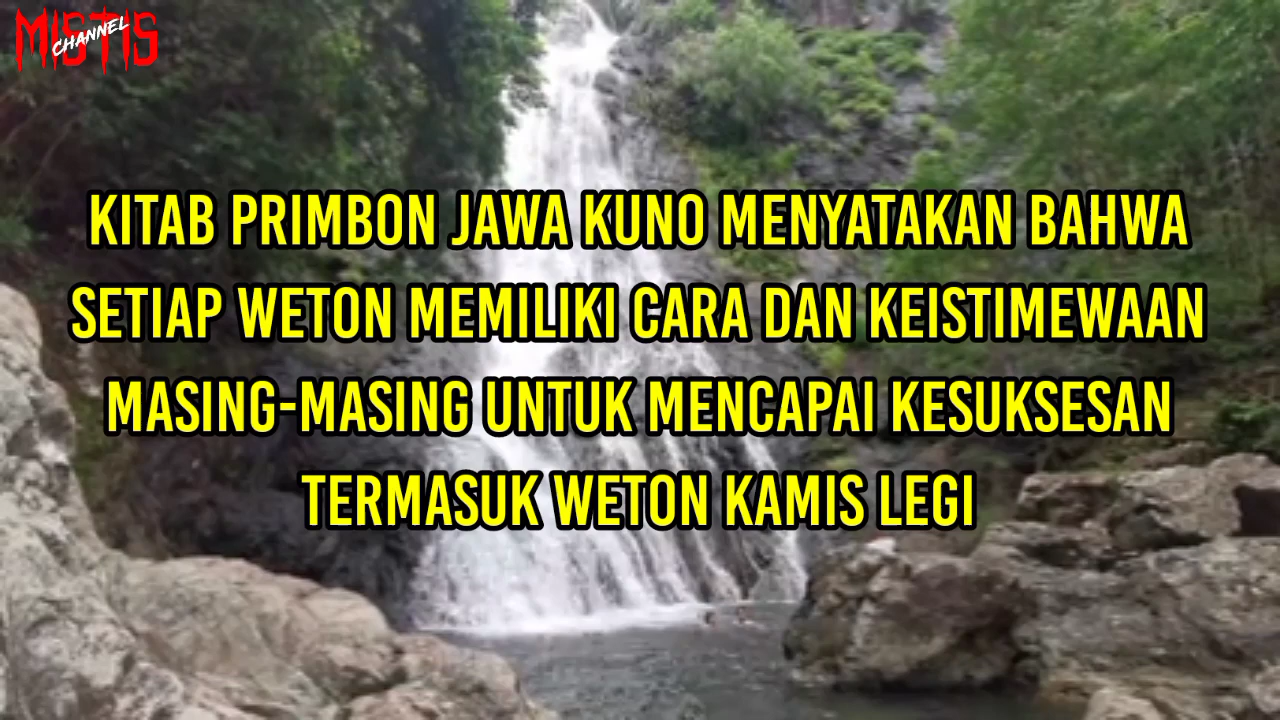 MISTIS
CHANNEL
KITAB PRIMBON JAWA KUNO MENYATAKAN BAHWA
SETIAP WETON MEMILIKI CARA DAN KEISTIMEWAAN
MASING-MASING UNTUK MENCAPAI KESUKSESAN
TERMASUK WETON KAMIS LEGI